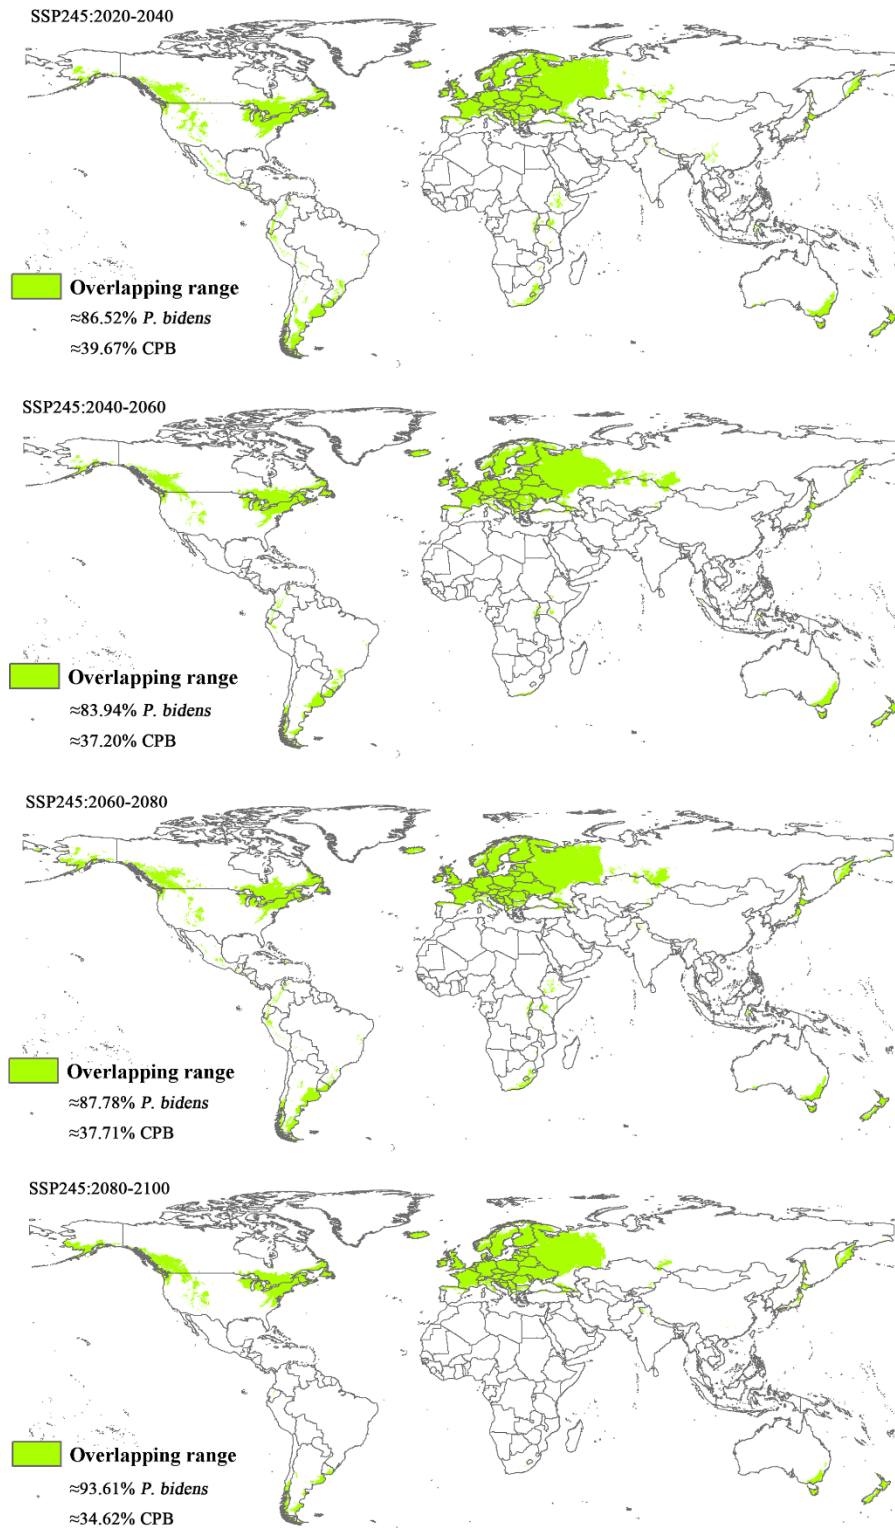 SSP245:2020-2040
Overlapping range
≈86.52% P. bidens
≈39.67% CPB
SSP245:2040-2060
Overlapping range
≈83.94% P. bidens
≈37.20% CPB
SSP245:2060-2080
Overlapping range
≈87.78% P. bidens
≈37.71% CPB
SSP245:2080-2100
Overlapping range
≈93.61% P. bidens
≈34.62% CPB